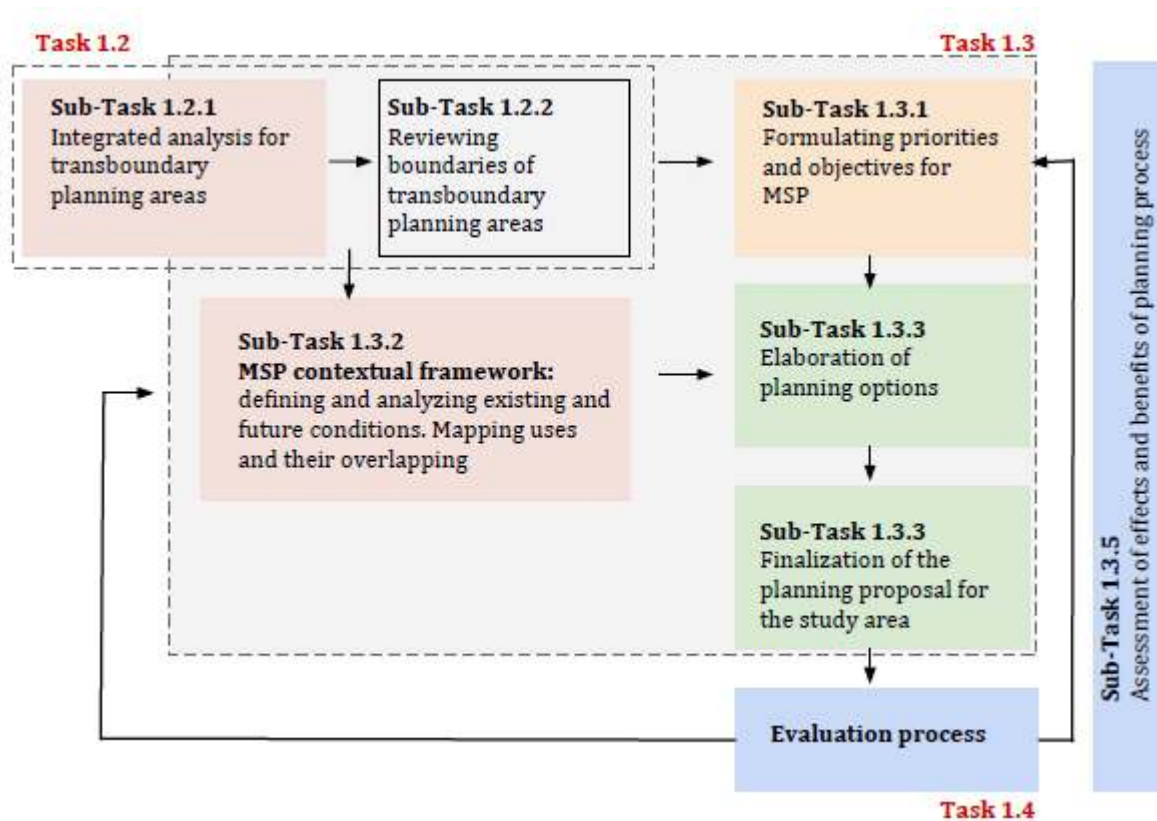 Task 1.2
Task 1.3
Sub-Task 1.2.1
Integrated analysis for
transboundary
planning areas
Sub-Task 1.2.2
Reviewing
boundaries of
transboundary
planning areas
Sub-Task 1.3.1
Formulating priorities
and objectives for
MSP
Sub-Task 1.3.2
MSP contextual framework:
defining and analyzing existing and
future conditions. Mapping uses
and their overlapping
Sub-Task 1.3.3
Elaboration of
planning options
Sub-Task 1.3.3
Finalization of the
planning proposal for
the study area
Evaluation process
Task 1.4
Sub-Task 1.3.5
Assessment of effects and benefits of planning process